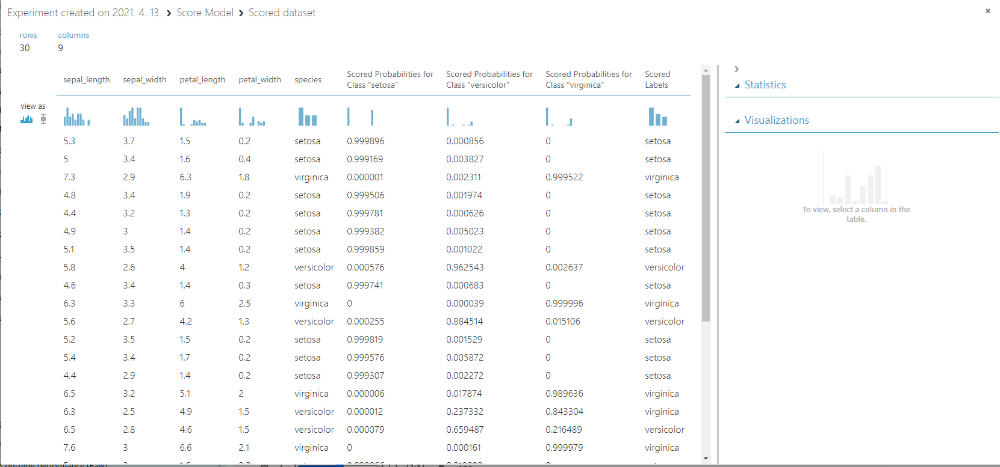 Experiment created on 2021. 4. 13. › Score Model › Scored dataset
rows columns
30 9
sepal_length sepal_width petal_length petal_width species Scored Probabilities for Class "setosa" Scored Probabilities for Class "versicolor" Scored Probabilities for Class "virginica" Scored Labels
view as
5.3 3.7 1.5 0.2 setosa 0.999896 0.000856 0 setosa
5 3.4 1.6 0.4 setosa 0.999169 0.003827 0 setosa
7.3 2.9 6.3 1.8 virginica 0.000001 0.002311 0.999522 virginica
4.8 3.4 1.9 0.2 setosa 0.999506 0.001974 0 setosa
4.4 3.2 1.3 0.2 setosa 0.999781 0.000626 0 setosa
4.9 3 1.4 0.2 setosa 0.999382 0.005023 0 setosa
5.1 3.5 1.4 0.2 setosa 0.999859 0.001022 0 setosa
5.8 2.6 4 1.2 versicolor 0.000576 0.962543 0.002637 versicolor
4.6 3.4 1.4 0.3 setosa 0.999741 0.000683 0 setosa
6.3 3.3 6 2.5 virginica 0 0.000039 0.999996 virginica
5.6 2.7 4.2 1.3 versicolor 0.000255 0.884514 0.015106 versicolor
5.2 3.5 1.5 0.2 setosa 0.999819 0.001529 0 setosa
5.4 3.4 1.7 0.2 setosa 0.999576 0.005872 0 setosa
4.4 2.9 1.4 0.2 setosa 0.999307 0.002272 0 setosa
6.5 3.2 5.1 2 virginica 0.000006 0.017874 0.989636 virginica
6.3 2.5 4.9 1.5 versicolor 0.000012 0.237332 0.843304 virginica
6.5 2.8 4.6 1.5 versicolor 0.000079 0.659487 0.216489 versicolor
7.6 3 6.6 2.1 virginica 0 0.000161 0.999979 virginica
Statistics
Visualizations
To view, select a column in the
table.